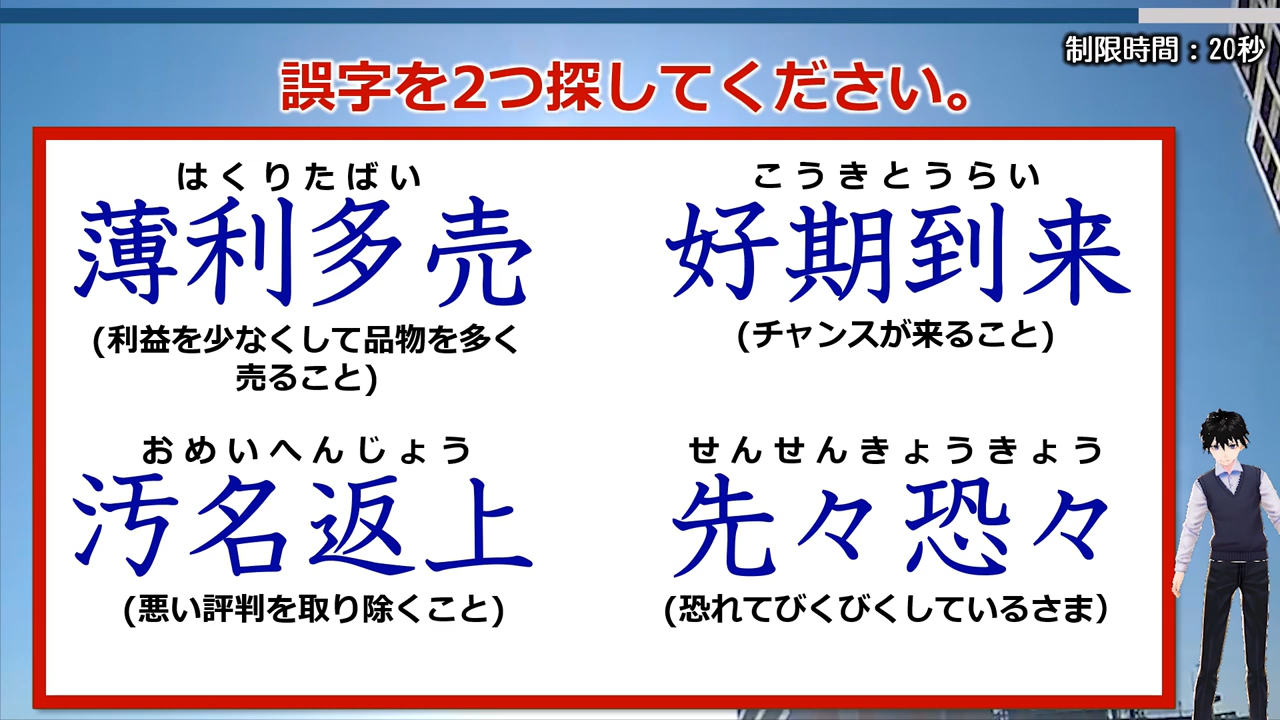 制限時間：20秒
誤字を2つ探してください。
はくりたばい
薄利多売
(利益を少なくして品物を多く
売ること)
こうきとうらい
好期到来
(チャンスが来ること)
おめいへんじょう
汚名返上
(悪い評判を取り除くこと)
せんせんきょうきょう
先々恐々
(恐れてびくびくしているさま）